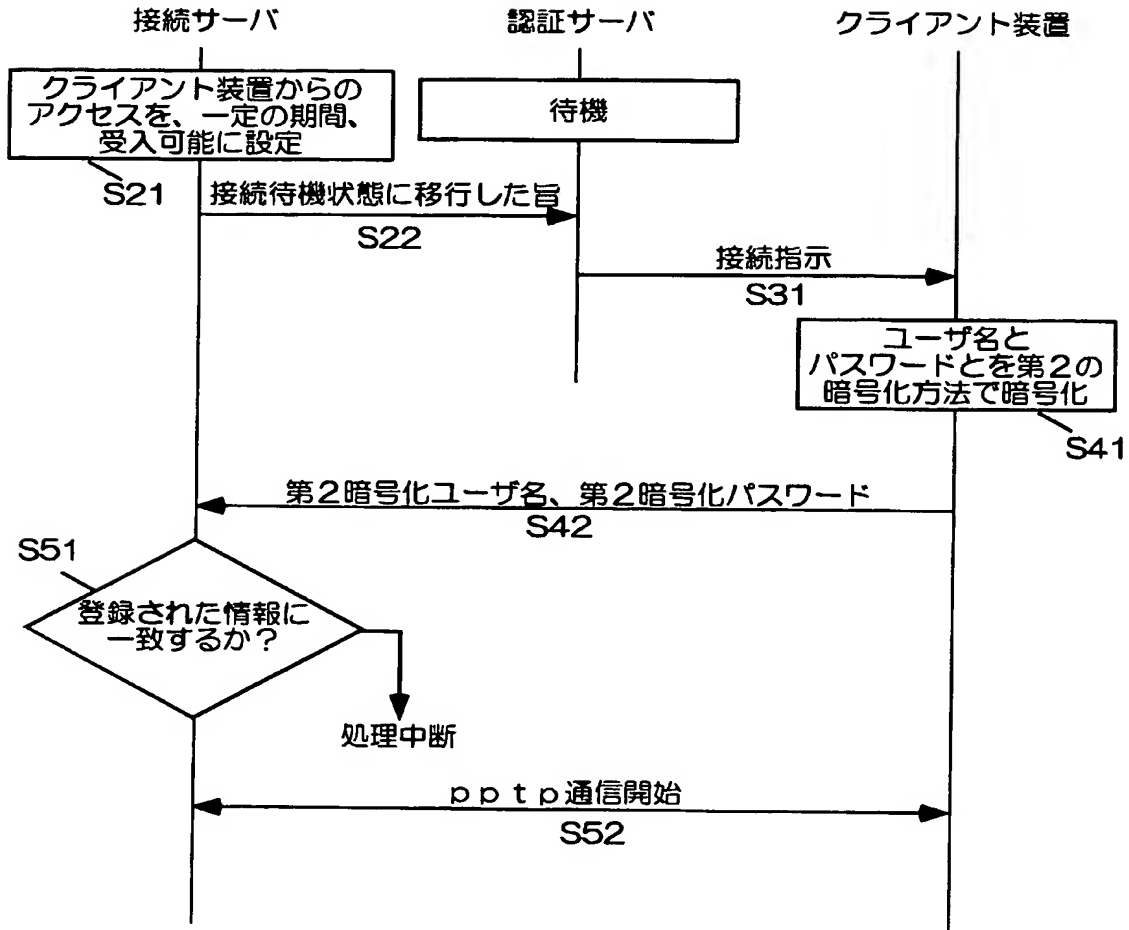 接続サーバ
認証サーバ
クライアント装置
クライアント装置からの
アクセスを、一定の期間、
受入可能に設定
待機
S21
接続待機状態に移行した旨
S22
接続指示
S31
ユーザ名と
パスワードとを第2の
暗号化方法で暗号化
S41
第2暗号化ユーザ名、第2暗号化パスワード
S42
S51
登録された情報に
一致するか？
処理中断
pptp通信開始
S52